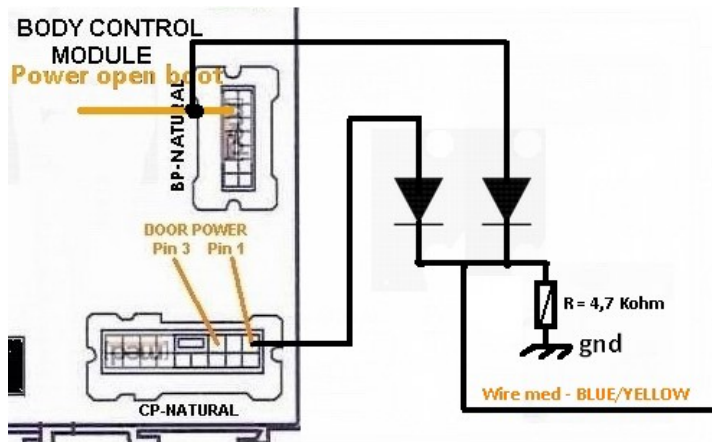 BODY CONTROL
MODULE
Power open boot
BP-NATURAL
DOOR POWER
Pin 3 Pin 1
R = 4,7 Kohm
gnd
Wire med - BLUE/YELLOW
CP-NATURAL